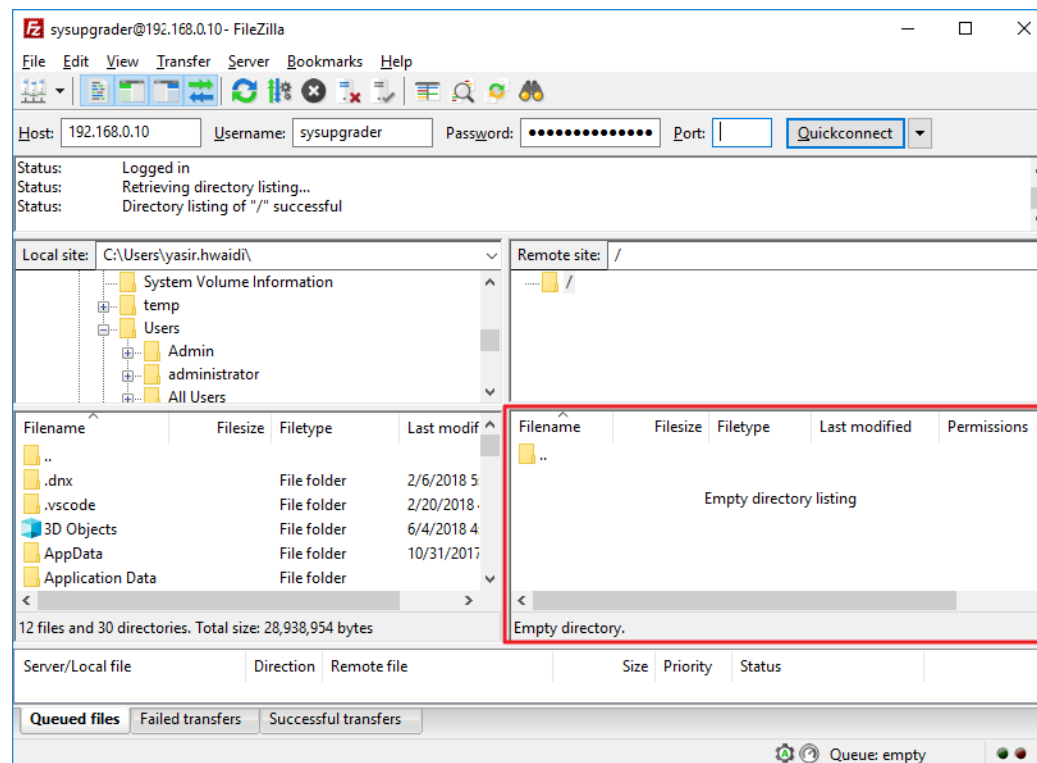 sysupgrader@192.168.0.10 - FileZilla
File Edit View Transfer Server Bookmarks Help
Host: 192.168.0.10 Username: sysupgrader Password: ●●●●●●●●●●●●●● Port: Quickconnect
Status: Logged in
Status: Retrieving directory listing...
Status: Directory listing of "/" successful
Local site: C:\Users\yasir.hwaidi\
System Volume Information
temp
Users
Admin
administrator
All Users
Remote site: /
/
Filename Filesize Filetype Last modif
..
.dnx File folder 2/6/2018 5:
.vscode File folder 2/20/2018
3D Objects File folder 6/4/2018 4:
AppData File folder 10/31/2017
Application Data File folder
12 files and 30 directories. Total size: 28,938,954 bytes
Filename Filesize Filetype Last modified Permissions
..
Empty directory listing
Empty directory.
Server/Local file Direction Remote file Size Priority Status
Queued files Failed transfers Successful transfers
Queue: empty